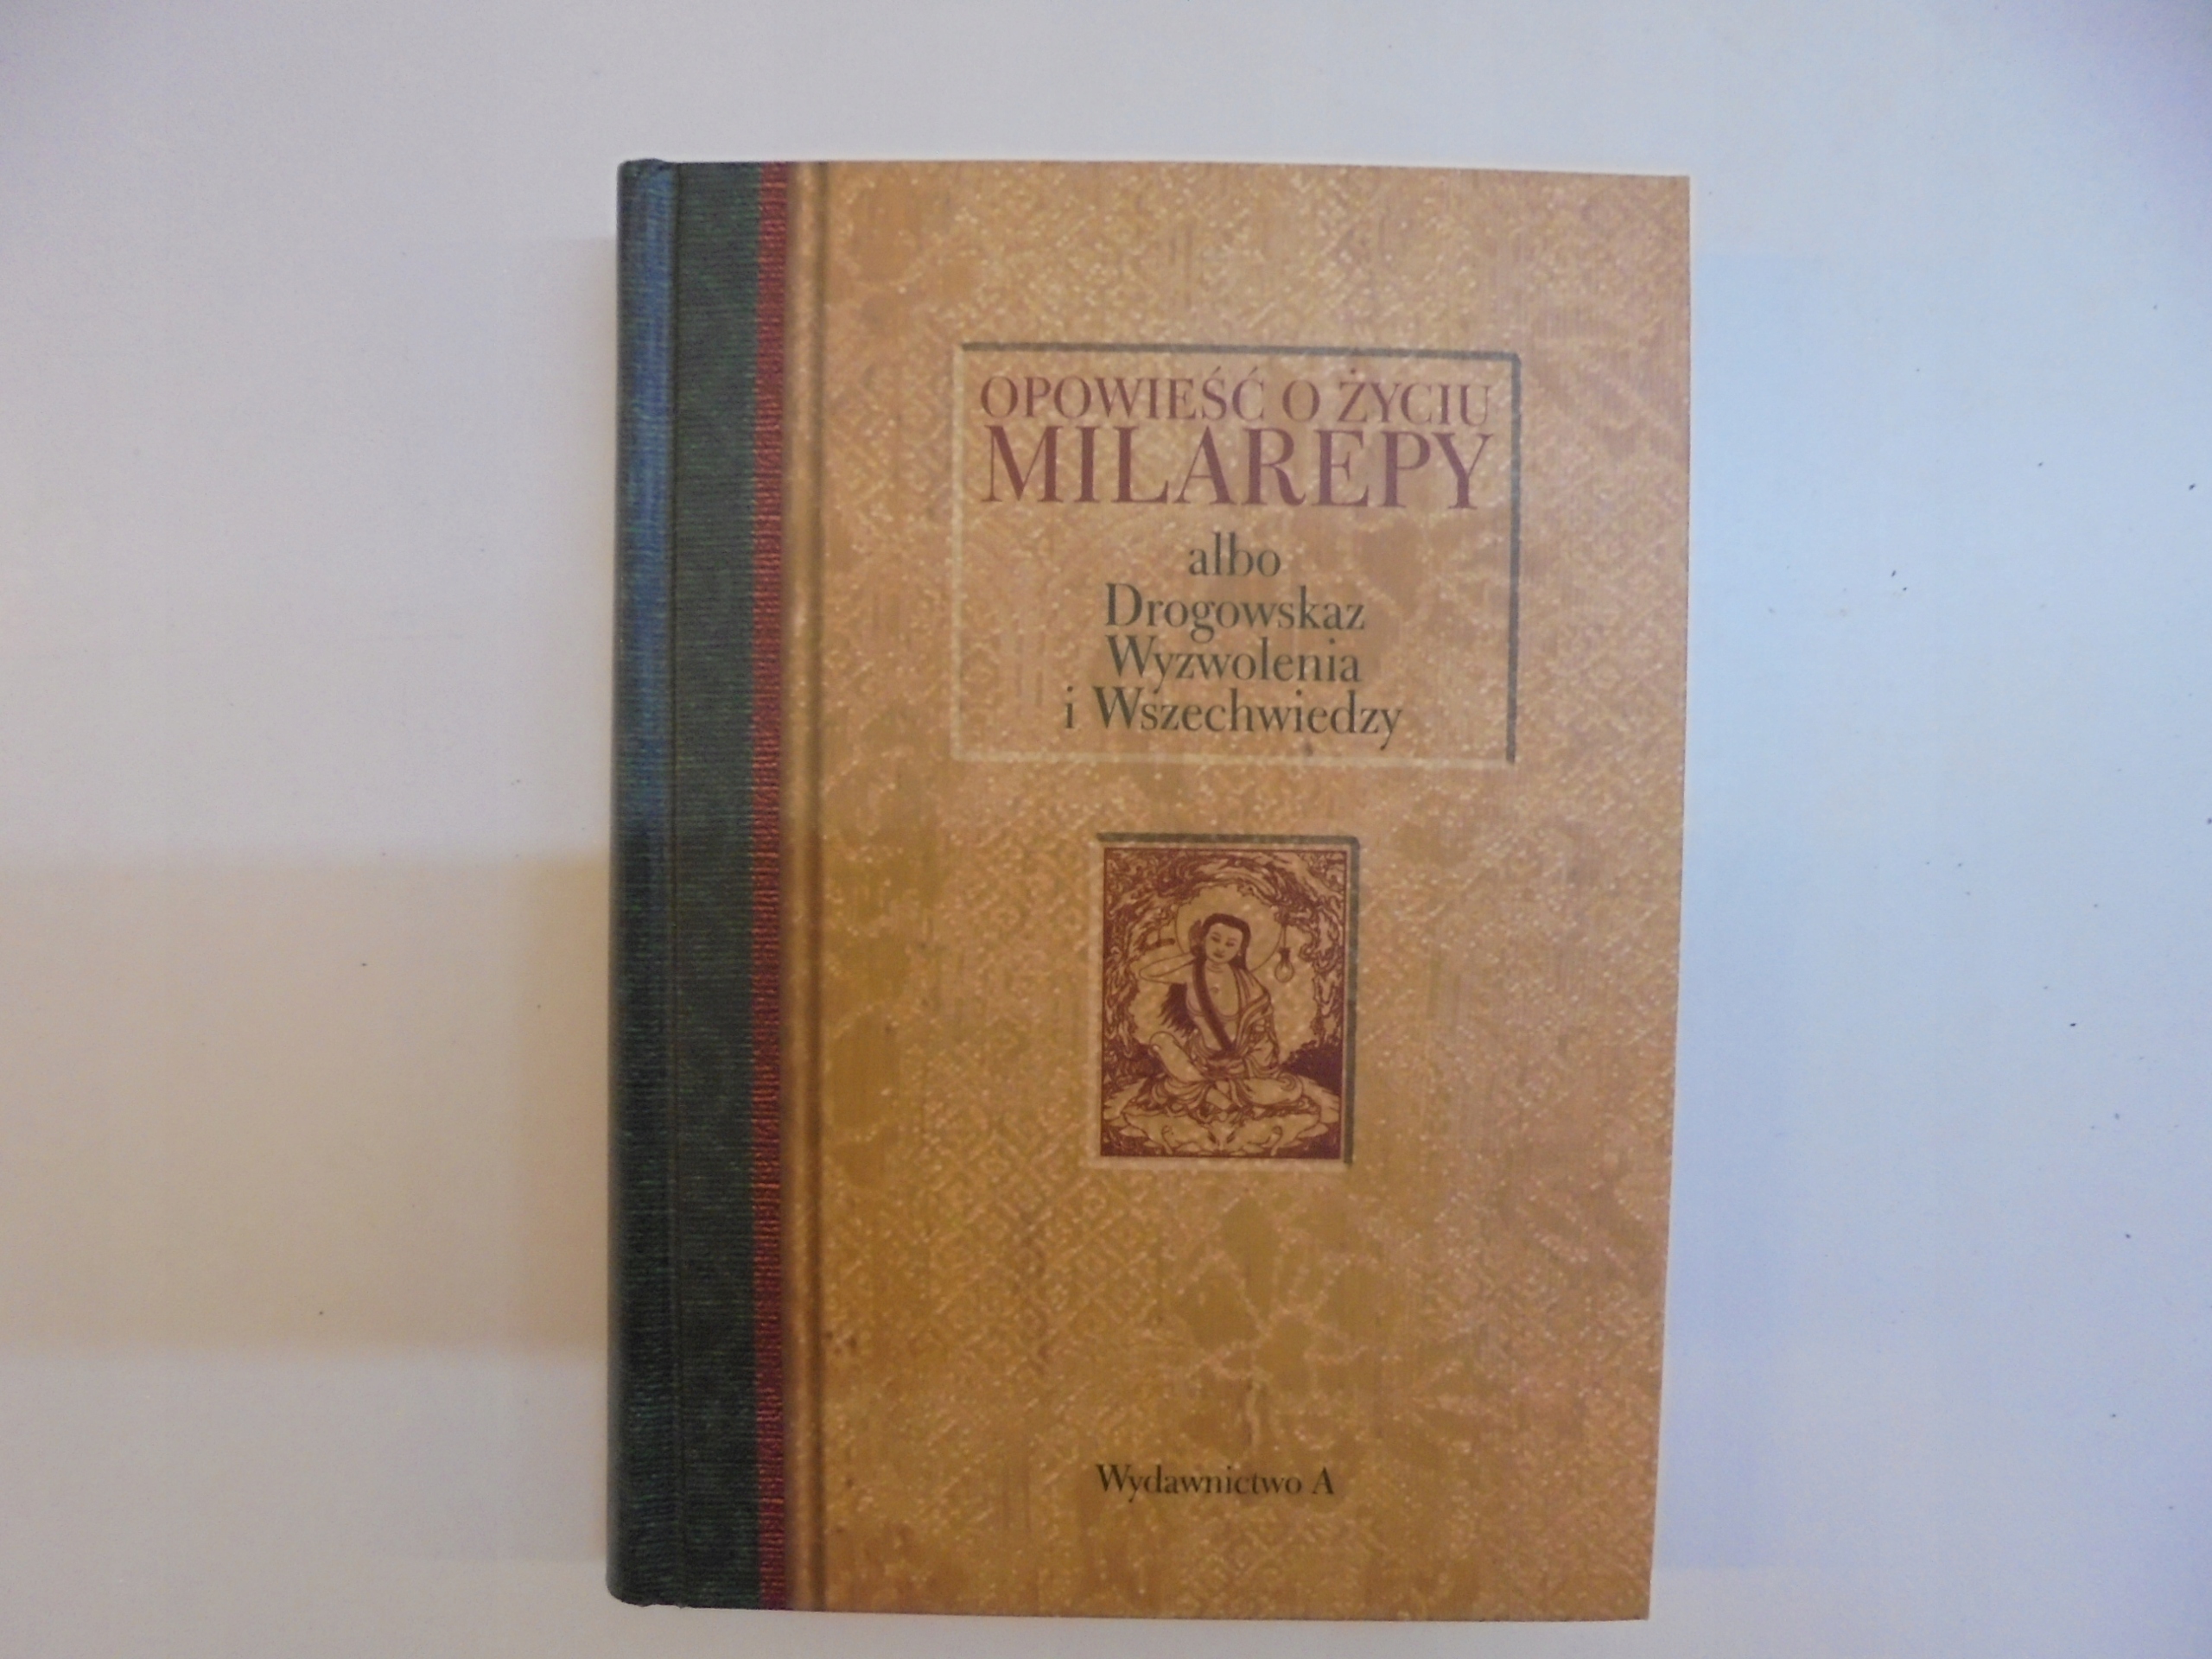 OPOWIEŚĆ O ŻYCIU
MILAREPY
albo
Drogowskaz
Wyzwolenia
i Wszechwiedzy
Wydawnictwo A